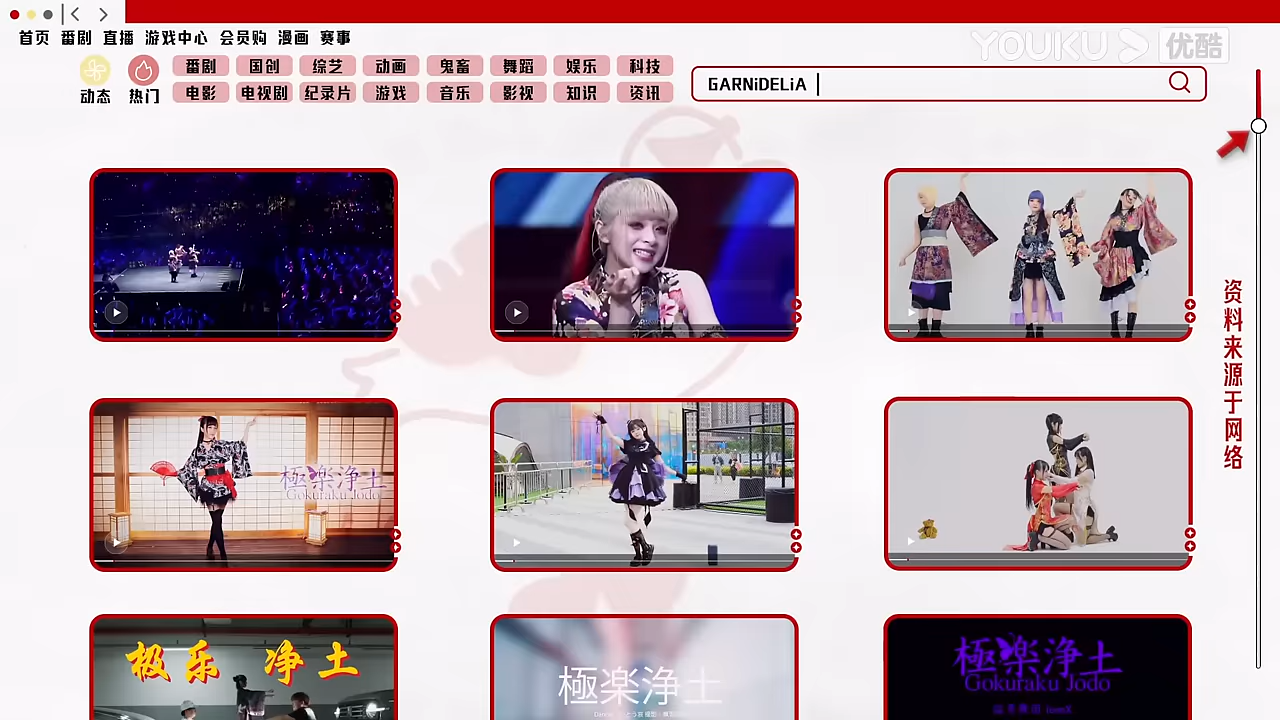 首页 番剧 直播 游戏中心 会员购 漫画 赛事
YOUKU 优酷
动态 热门
番剧 国创 综艺 动画 鬼畜 舞蹈 娱乐 科技
电影 电视剧 纪录片 游戏 音乐 影视 知识 资讯
GARNiDELiA
资料来源于网络
極楽浄土
Gokuraku Jodo
极乐 净土
極楽浄土
極楽浄土
Gokuraku Jodo